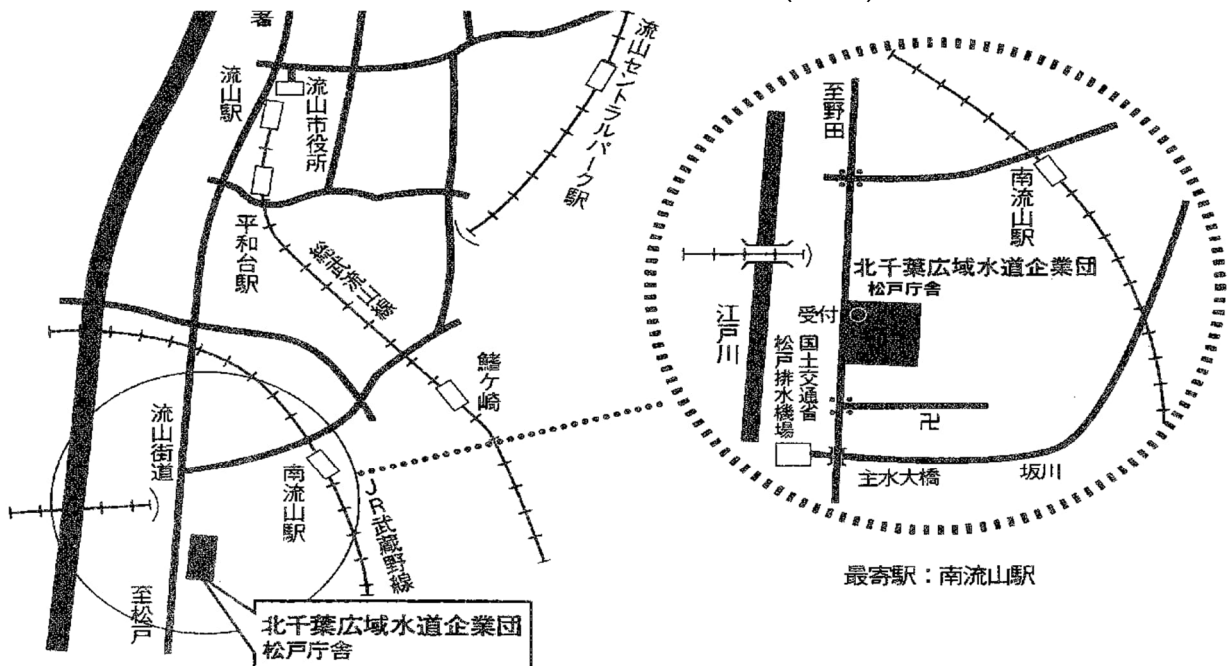 署
流山駅
流山市役所
流山セントラルパーク駅
平和台駅
総武流山線
鰭ケ崎
流山街道
南流山駅
JR武蔵野線
至松戸
北千葉広域水道企業団
松戸庁舎
至野田
南流山駅
北千葉広域水道企業団
松戸庁舎
受付
江戸川
国土交通省
松戸排水機場
卍
主水大橋
坂川
最寄駅：南流山駅